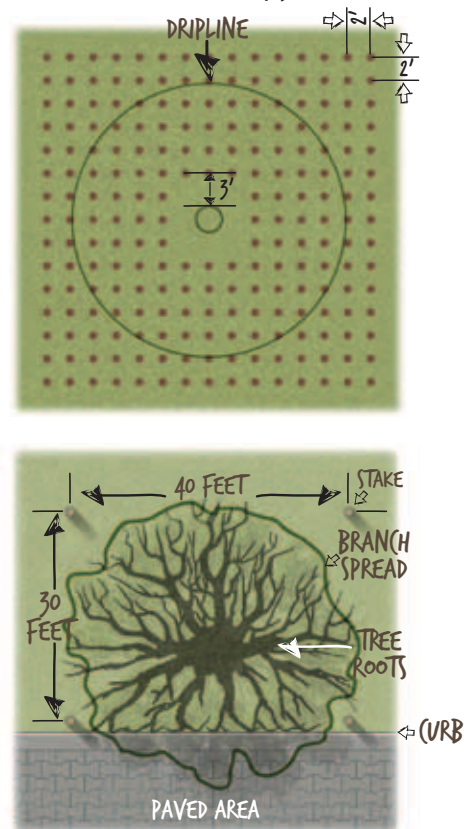 DRIPLINE
2'
2'
3'
40 FEET
STAKE
BRANCH
SPREAD
30
FEET
TREE
ROOTS
CURB
PAVED AREA